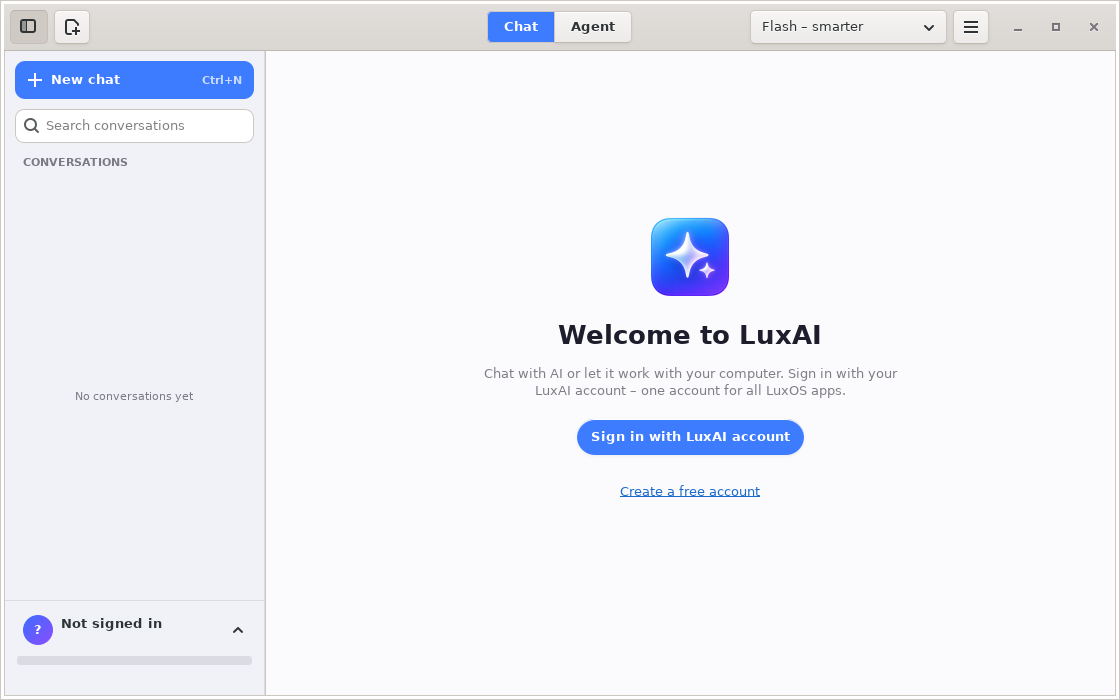 Chat
Agent
Flash – smarter
New chat
Ctrl+N
Search conversations
CONVERSATIONS
No conversations yet
Welcome to LuxAI
Chat with AI or let it work with your computer. Sign in with your
LuxAI account – one account for all LuxOS apps.
Sign in with LuxAI account
Create a free account
?
Not signed in